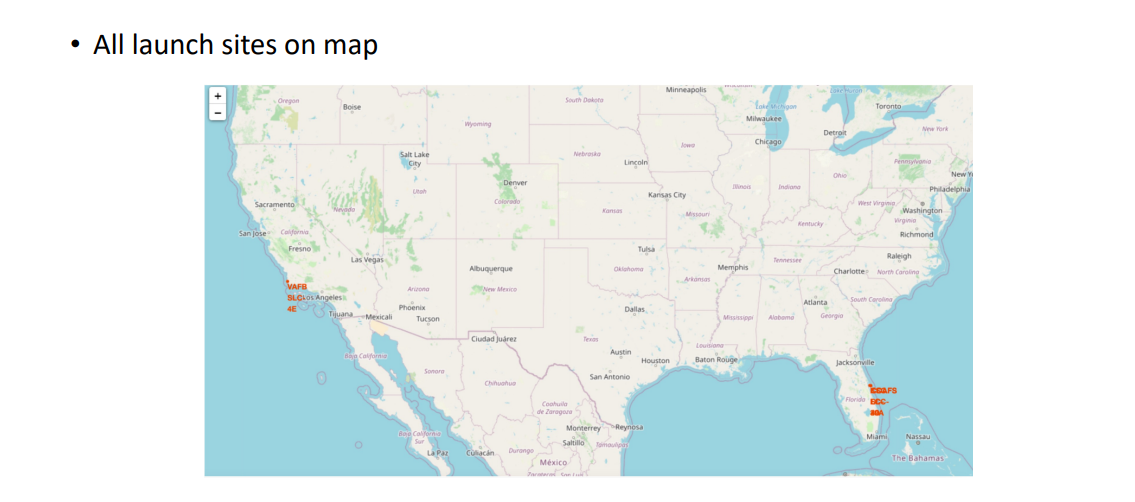 • All launch sites on map
+
−
Oregon
Boise
South Dakota
Minneapolis
Lake Huron
Lake Michigan
Toronto
Wyoming
Milwaukee
Detroit
New York
Chicago
Salt Lake
City
Nebraska
Iowa
Lincoln
Pennsylvania
Denver
Utah
Ohio
Illinois
Indiana
Philadelphia
Kansas City
Colorado
Sacramento
Nevada
Kansas
Missouri
West Virginia
Washington
Virginia
Kentucky
San Jose
California
Richmond
Fresno
Tulsa
Las Vegas
Raleigh
Tennessee
Albuquerque
Oklahoma
Memphis
Charlotte
North Carolina
Arkansas
VAFB
SLC-
4E
Los Angeles
Arizona
New Mexico
Phoenix
Tucson
Tijuana
Mexicali
Dallas
Atlanta
South Carolina
Mississippi
Alabama
Georgia
Ciudad Juárez
Texas
Louisiana
Austin
Houston
Baton Rouge
Jacksonville
Baja California
Sonora
San Antonio
Chihuahua
Florida
Coahuila
de Zaragoza
Monterrey
Reynosa
Saltillo
Tamaulipas
Baja California
Sur
La Paz
Culiacán
Durango
México
Miami
Nassau
The Bahamas